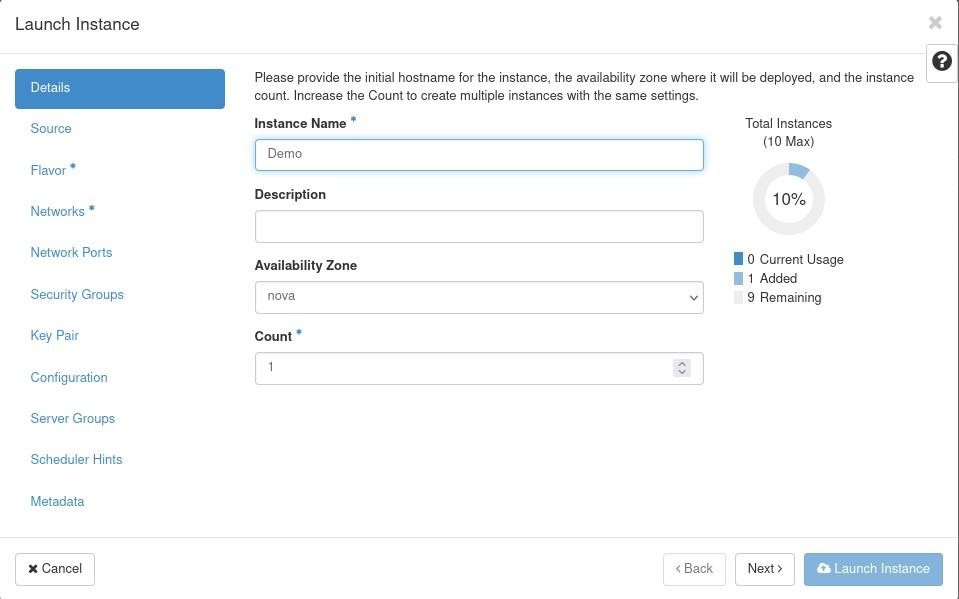 Launch Instance
Details
Source
Flavor *
Networks *
Network Ports
Security Groups
Key Pair
Configuration
Server Groups
Scheduler Hints
Metadata
Please provide the initial hostname for the instance, the availability zone where it will be deployed, and the instance
count. Increase the Count to create multiple instances with the same settings.
Instance Name *
Demo
Description
Availability Zone
nova
Count *
1
Total Instances
(10 Max)
10%
0 Current Usage
1 Added
9 Remaining
✖ Cancel
‹ Back
Next ›
Launch Instance